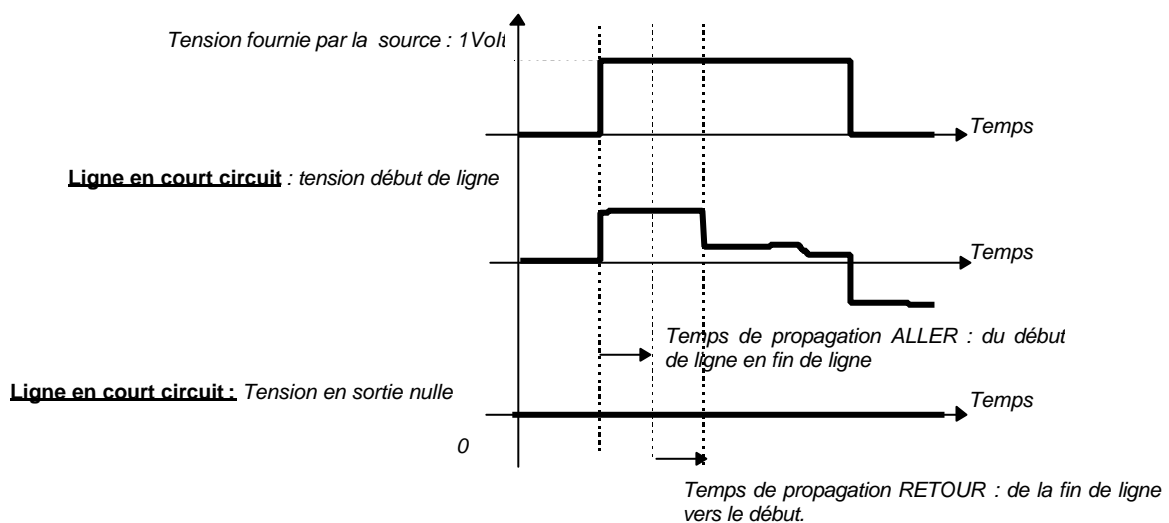 Tension fournie par la source : 1Volt
Temps
Ligne en court circuit : tension début de ligne
Temps
Temps de propagation ALLER : du début
de ligne en fin de ligne
Ligne en court circuit : Tension en sortie nulle
Temps
0
Temps de propagation RETOUR : de la fin de ligne
vers le début.